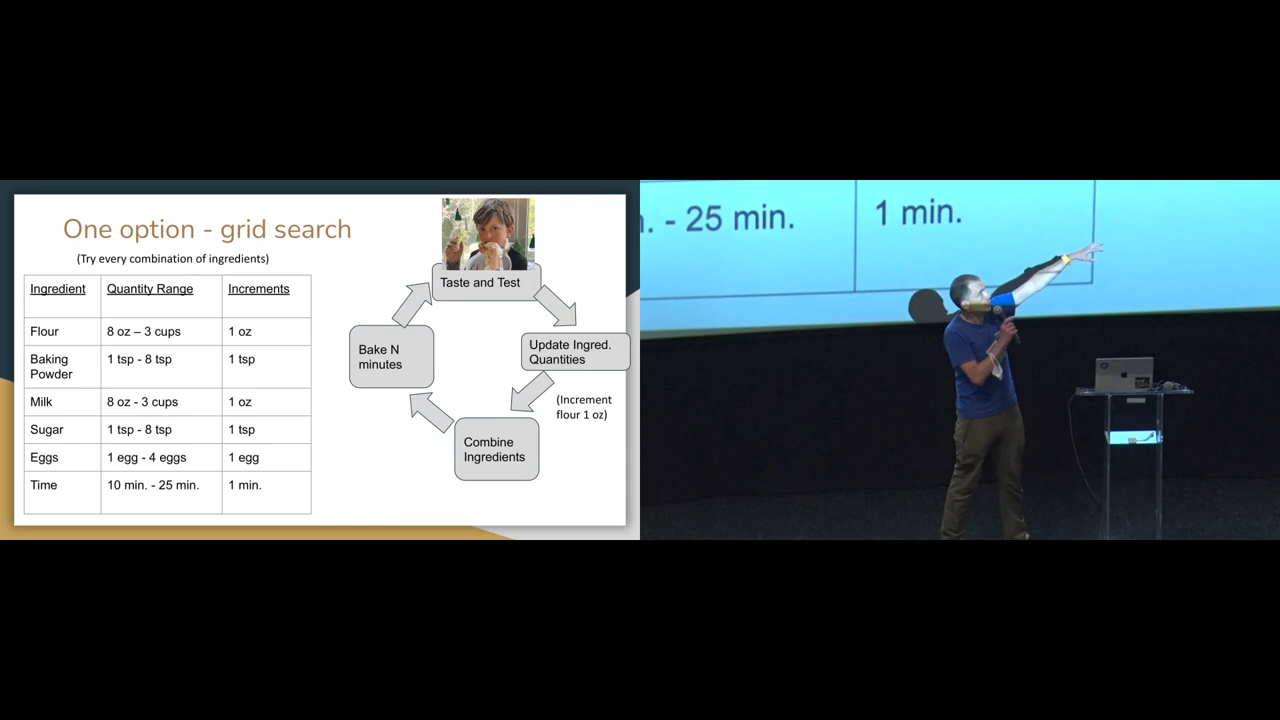 One option - grid search
(Try every combination of ingredients)
Ingredient Quantity Range Increments
Flour 8 oz – 3 cups 1 oz
Baking Powder 1 tsp - 8 tsp 1 tsp
Milk 8 oz - 3 cups 1 oz
Sugar 1 tsp - 8 tsp 1 tsp
Eggs 1 egg - 4 eggs 1 egg
Time 10 min. - 25 min. 1 min.
Taste and Test
Update Ingred.
Quantities
(Increment
flour 1 oz)
Combine
Ingredients
Bake N
minutes
. - 25 min. 1 min.